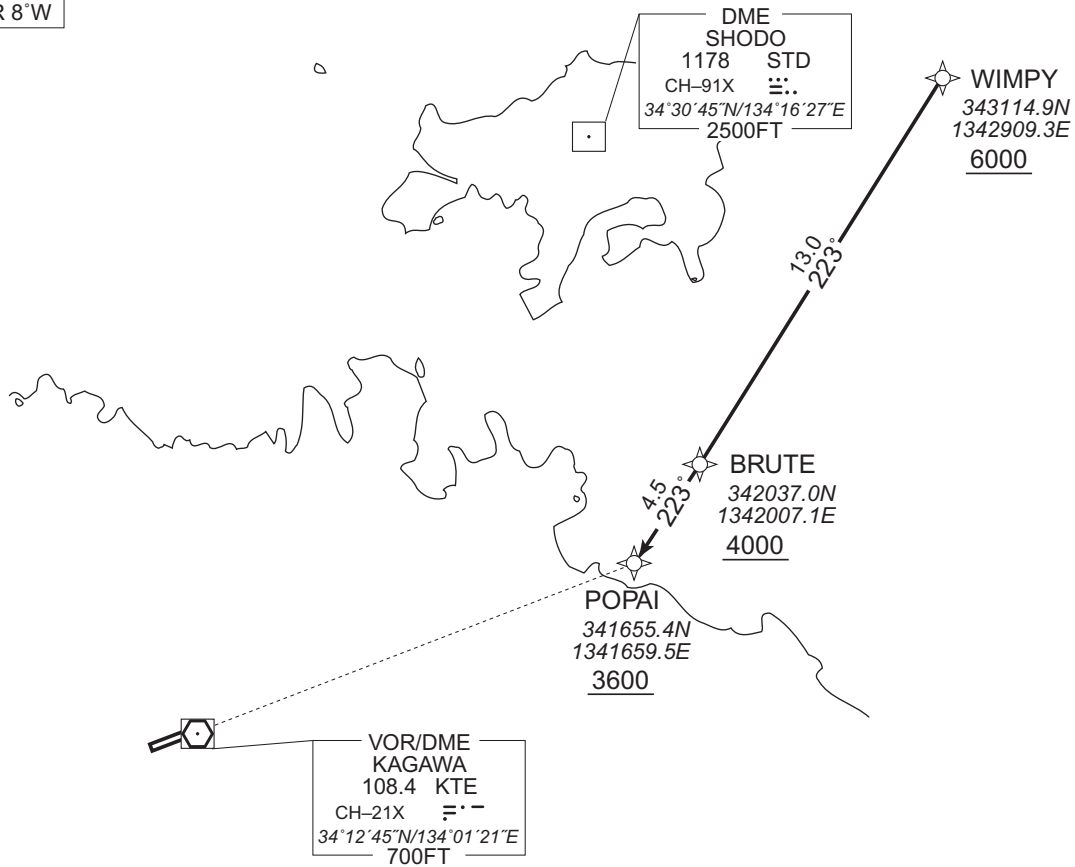 R 8°W
DME
SHODO
1178 STD
CH–91X
34°30´45˝N/134°16´27˝E
2500FT
WIMPY
343114.9N
1342909.3E
6000
13.0
223°
BRUTE
342037.0N
1342007.1E
4000
4.5
223°
POPAI
341655.4N
1341659.5E
3600
VOR/DME
KAGAWA
108.4 KTE
CH–21X
34°12´45˝N/134°01´21˝E
700FT